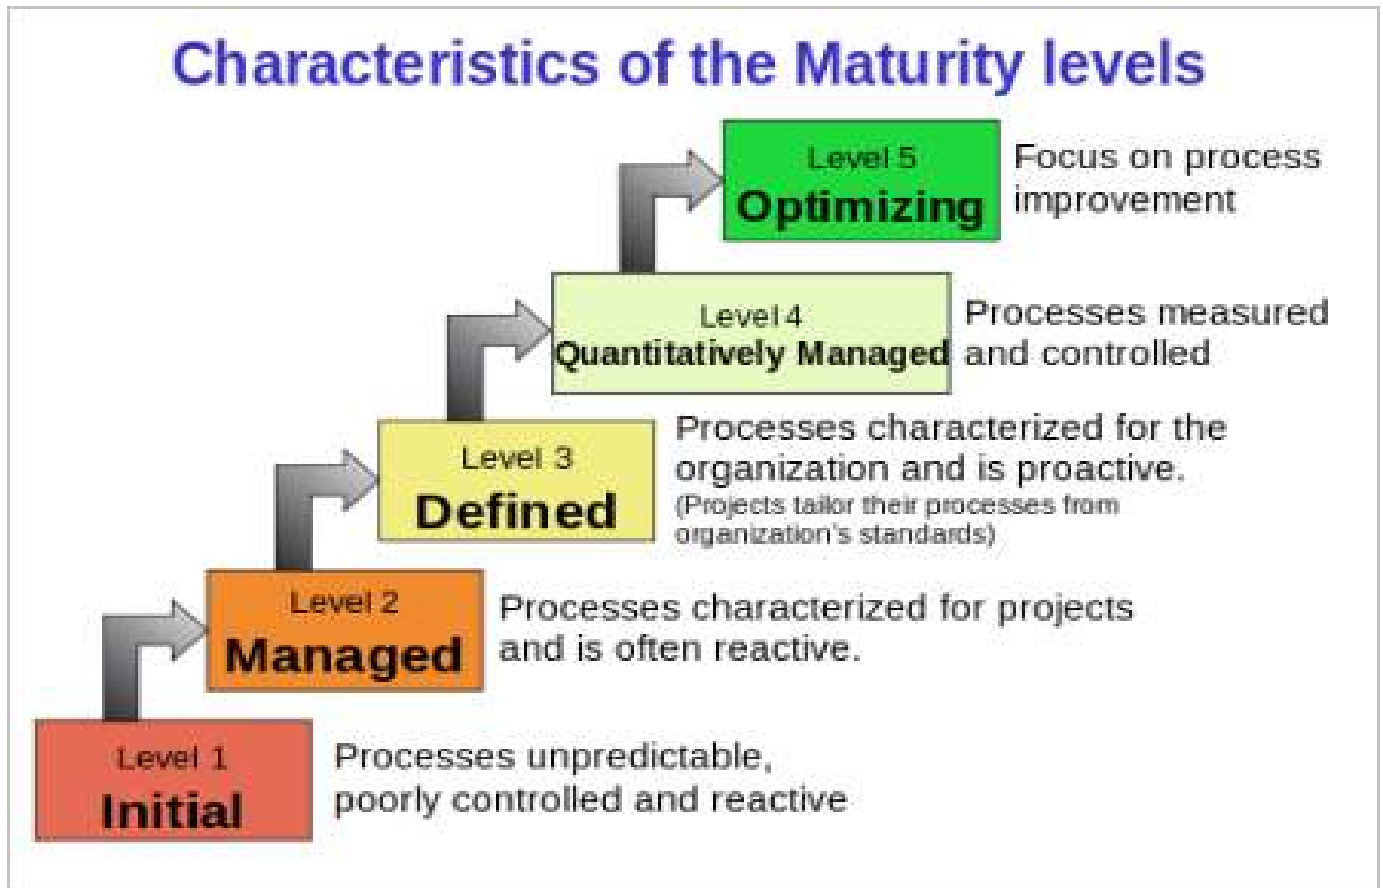 Characteristics of the Maturity levels
Level 5
Optimizing
Focus on process
improvement
Level 4
Quantitatively Managed
Processes measured
and controlled
Level 3
Defined
Processes characterized for the
organization and is proactive.
(Projects tailor their processes from
organization's standards)
Level 2
Managed
Processes characterized for projects
and is often reactive.
Level 1
Initial
Processes unpredictable,
poorly controlled and reactive